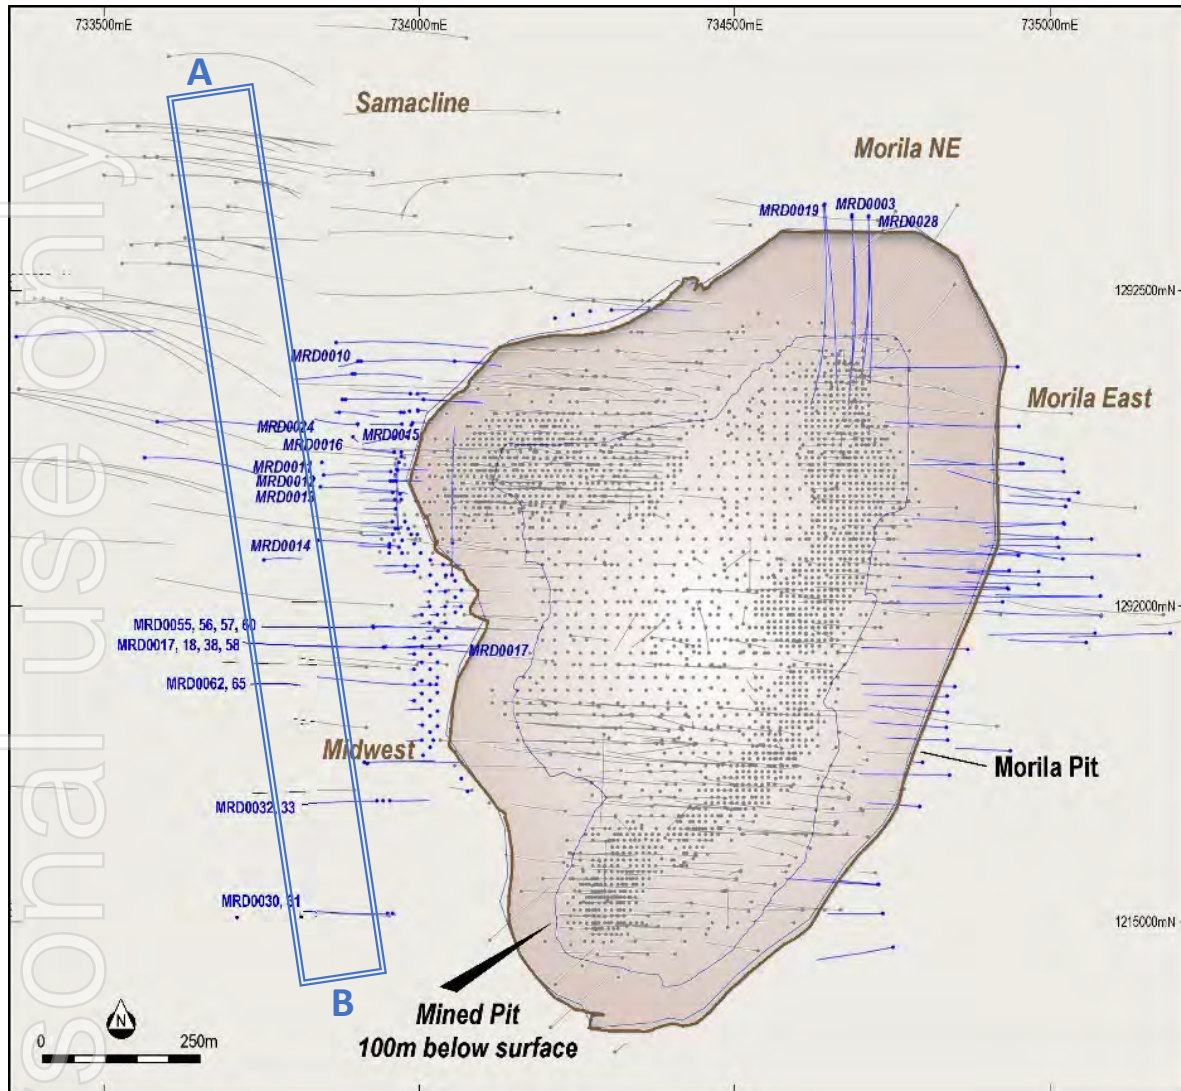 733500mE
734000mE
734500mE
735000mE
A
Samacline
Morila NE
MRD0019
MRD0003
MRD0028
1292500mN
MRD0010
Morila East
MRD0024
MRD0015
MRD0016
MRD0011
MRD0012
MRD0013
MRD0014
1292000mN
MRD0055, 56, 57, 60
MRD0017, 18, 38, 58
MRD0017
MRD0062, 65
Midwest
Morila Pit
MRD0032, 33
MRD0030, 31
1215000mN
B
Mined Pit
100m below surface
N
0
250m
sonal use only